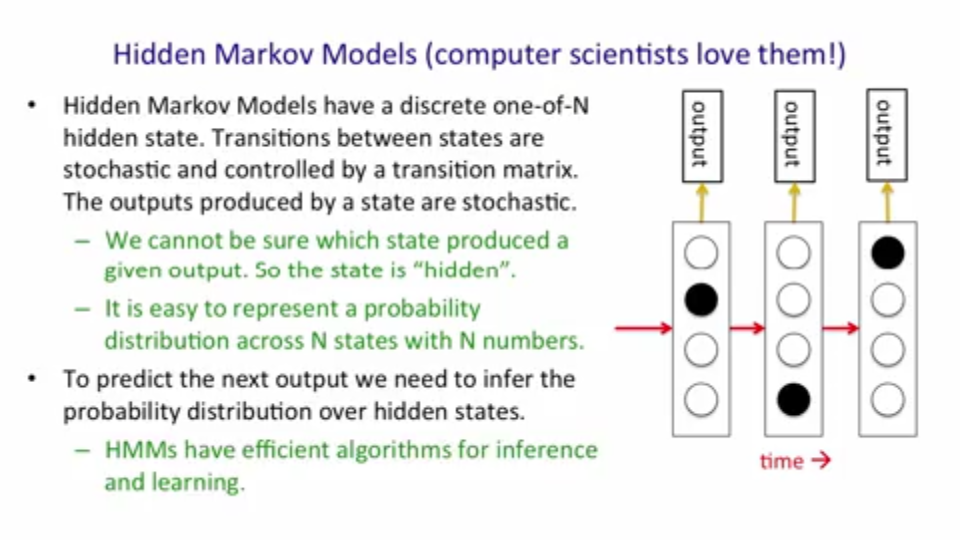 Hidden Markov Models (computer scientists love them!)
• Hidden Markov Models have a discrete one-of-N
hidden state. Transitions between states are
stochastic and controlled by a transition matrix.
The outputs produced by a state are stochastic.
– We cannot be sure which state produced a
given output. So the state is “hidden”.
– It is easy to represent a probability
distribution across N states with N numbers.
• To predict the next output we need to infer the
probability distribution over hidden states.
– HMMs have efficient algorithms for inference
and learning.
output
output
output
time →